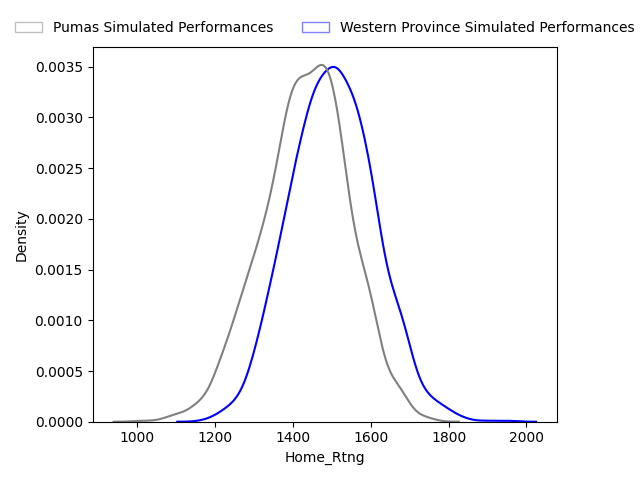 Pumas Simulated Performances Western Province Simulated Performances
0.0035
0.0030
0.0025
0.0020
0.0015
0.0010
0.0005
0.0000
Density
1000 1200 1400 1600 1800 2000
Home_Rtng